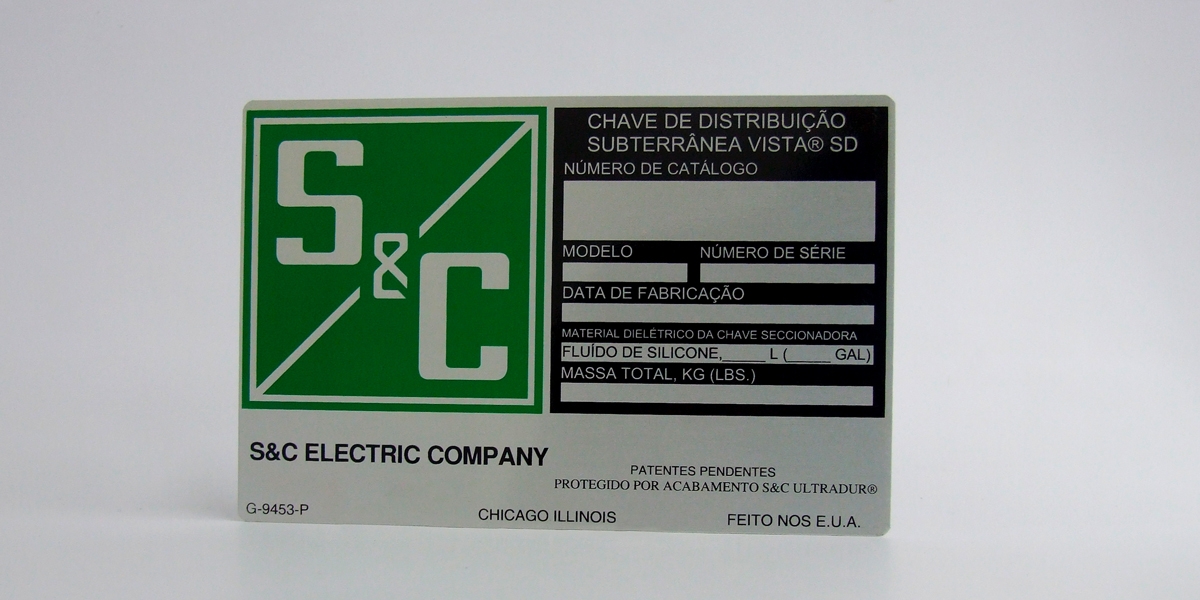 S&C
CHAVE DE DISTRIBUIÇÃO
SUBTERRÂNEA VISTA® SD
NÚMERO DE CATÁLOGO
MODELO NÚMERO DE SÉRIE
DATA DE FABRICAÇÃO
MATERIAL DIELÉTRICO DA CHAVE SECCIONADORA
FLUÍDO DE SILICONE,_____ L (_____ GAL)
MASSA TOTAL, KG (LBS.)
S&C ELECTRIC COMPANY
PATENTES PENDENTES
PROTEGIDO POR ACABAMENTO S&C ULTRADUR®
G-9453-P CHICAGO ILLINOIS FEITO NOS E.U.A.